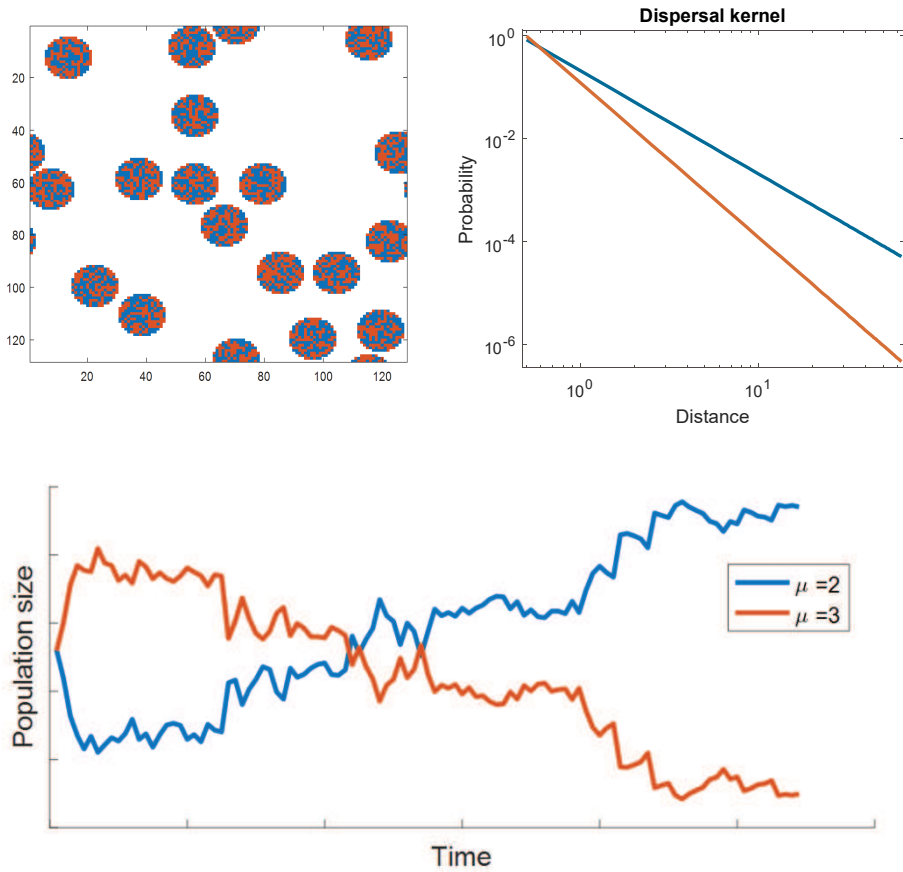 20
40
60
80
100
120
20 40 60 80 100 120
Dispersal kernel
10^0
10^-2
10^-4
10^-6
Probability
10^0 10^1
Distance
Population size
μ =2
μ =3
Time